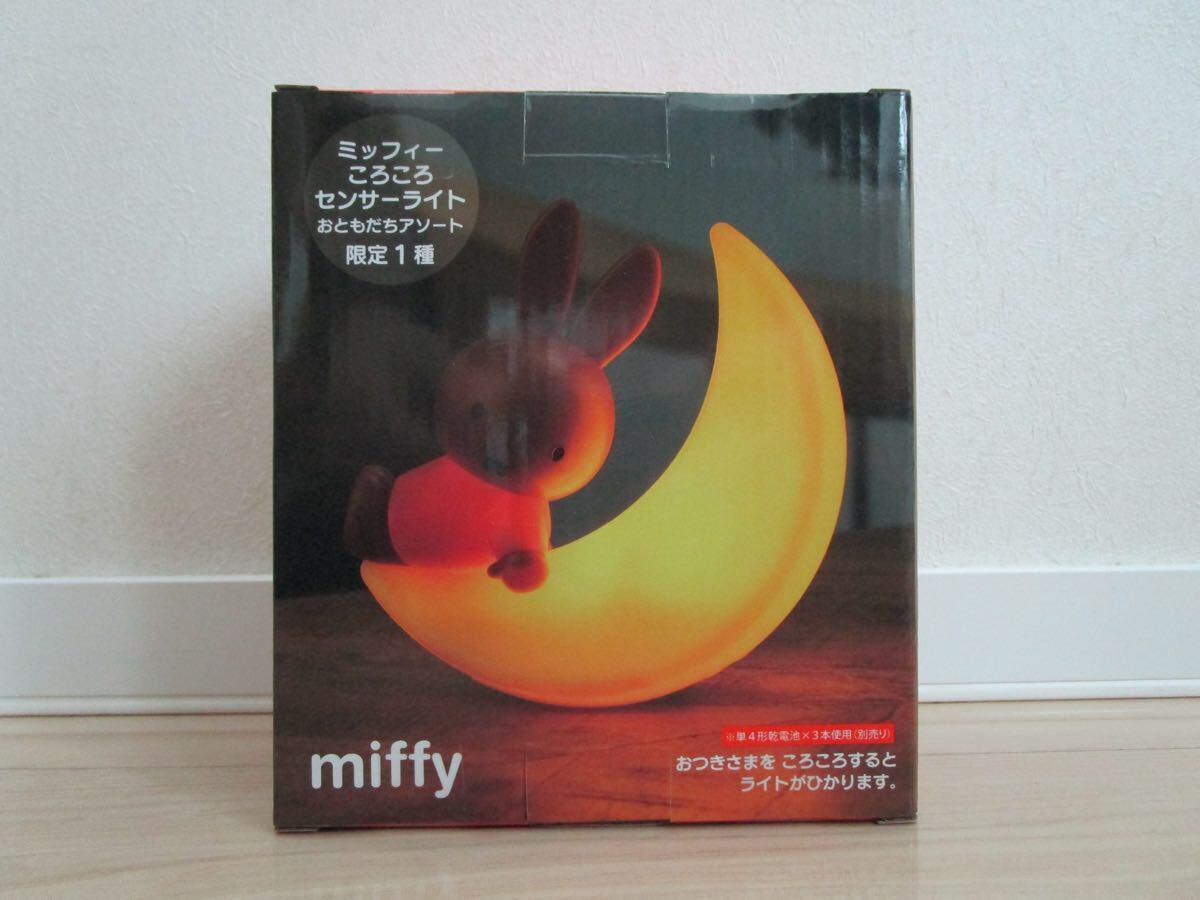 ミッフィー
ころころ
センサーライト
おともだちアソート
限定1種
miffy
※単4形乾電池×3本使用(別売り)
おつきさまを ころころすると
ライトがひかります。